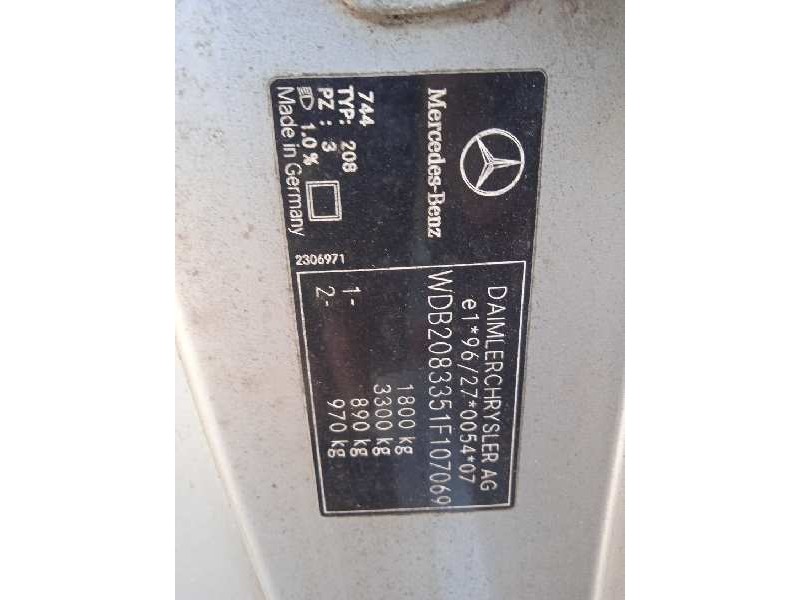 Mercedes-Benz
744
TYP: 208
PZ : 3
1.0 %
Made in Germany
2306971
DAIMLERCHRYSLER AG
e1*96/27*0054*07
WDB2083351F107069
1800 kg
3300 kg
1- 890 kg
2- 970 kg